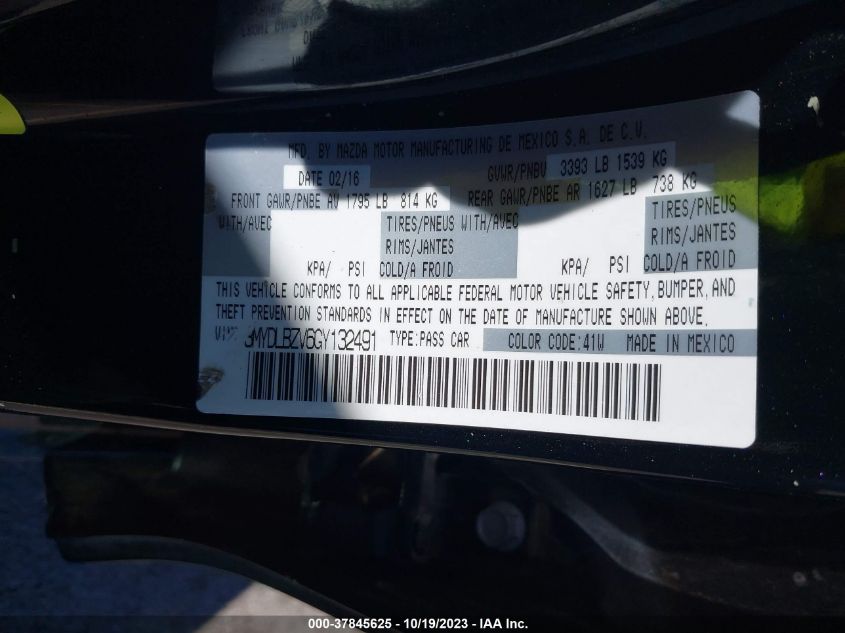 MFD. BY MAZDA MOTOR MANUFACTURING DE MEXICO S.A. DE C.V.
DATE 02/16 GVWR/PNBV 3393 LB 1539 KG
FRONT GAWR/PNBE AV 1795 LB 814 KG REAR GAWR/PNBE AR 1627 LB 738 KG
WITH/AVEC TIRES/PNEUS WITH/AVEC TIRES/PNEUS
RIMS/JANTES RIMS/JANTES
KPA/ PSI COLD/A FROID KPA/ PSI COLD/A FROID
THIS VEHICLE CONFORMS TO ALL APPLICABLE FEDERAL MOTOR VEHICLE SAFETY, BUMPER, AND
THEFT PREVENTION STANDARDS IN EFFECT ON THE DATE OF MANUFACTURE SHOWN ABOVE.
3MYDLBZV6GY132491 TYPE:PASS CAR COLOR CODE:41W MADE IN MEXICO
000-37845625 - 10/19/2023 - IAA Inc.